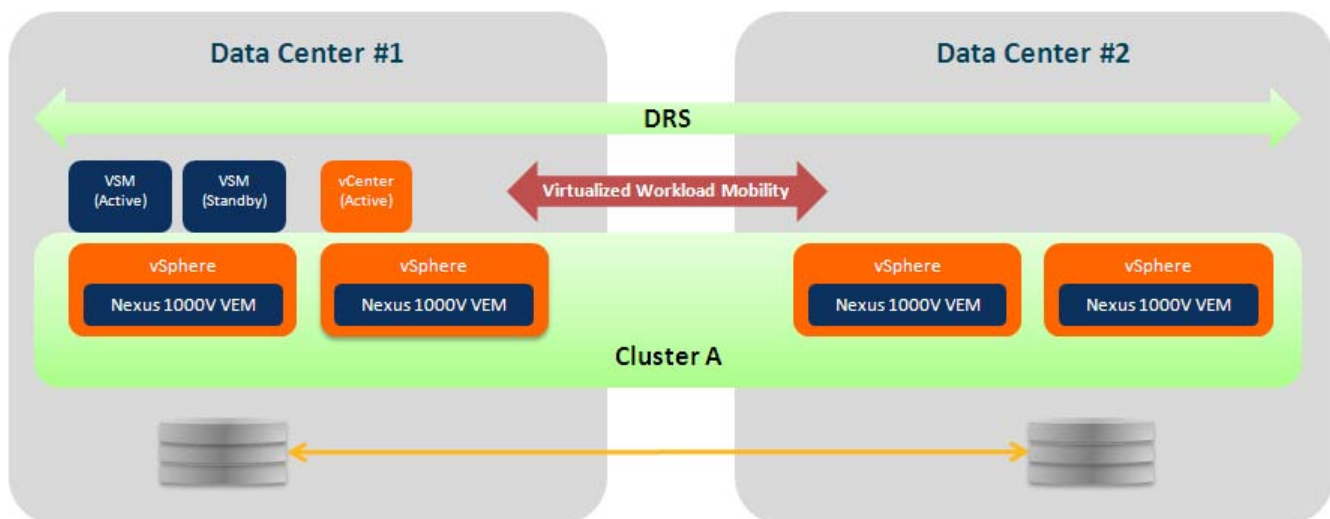 Data Center #1
Data Center #2
DRS
VSM
(Active)
VSM
(Standby)
vCenter
(Active)
Virtualized Workload Mobility
vSphere
Nexus 1000V VEM
vSphere
Nexus 1000V VEM
vSphere
Nexus 1000V VEM
vSphere
Nexus 1000V VEM
Cluster A